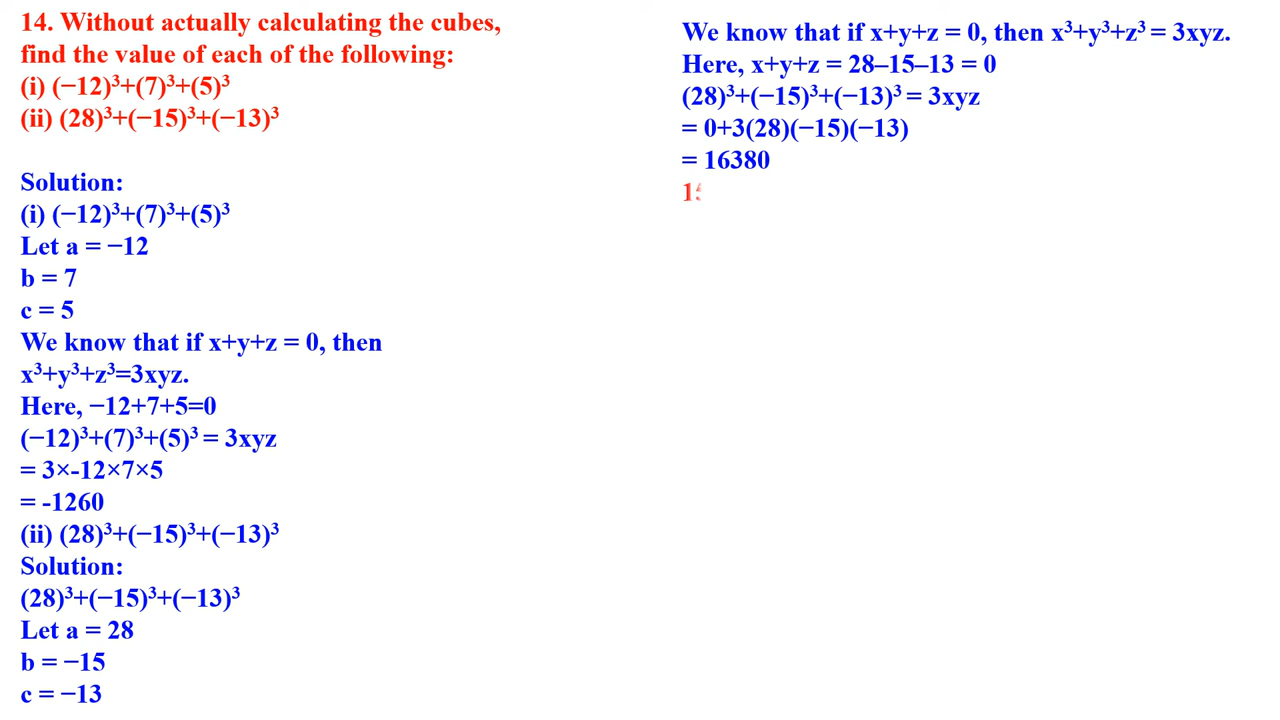 14. Without actually calculating the cubes,
find the value of each of the following:
(i) (−12)³+(7)³+(5)³
(ii) (28)³+(−15)³+(−13)³
Solution:
(i) (−12)³+(7)³+(5)³
Let a = −12
b = 7
c = 5
We know that if x+y+z = 0, then
x³+y³+z³=3xyz.
Here, −12+7+5=0
(−12)³+(7)³+(5)³ = 3xyz
= 3×-12×7×5
= -1260
(ii) (28)³+(−15)³+(−13)³
Solution:
(28)³+(−15)³+(−13)³
Let a = 28
b = −15
c = −13
We know that if x+y+z = 0, then x³+y³+z³ = 3xyz.
Here, x+y+z = 28–15–13 = 0
(28)³+(−15)³+(−13)³ = 3xyz
= 0+3(28)(−15)(−13)
= 16380